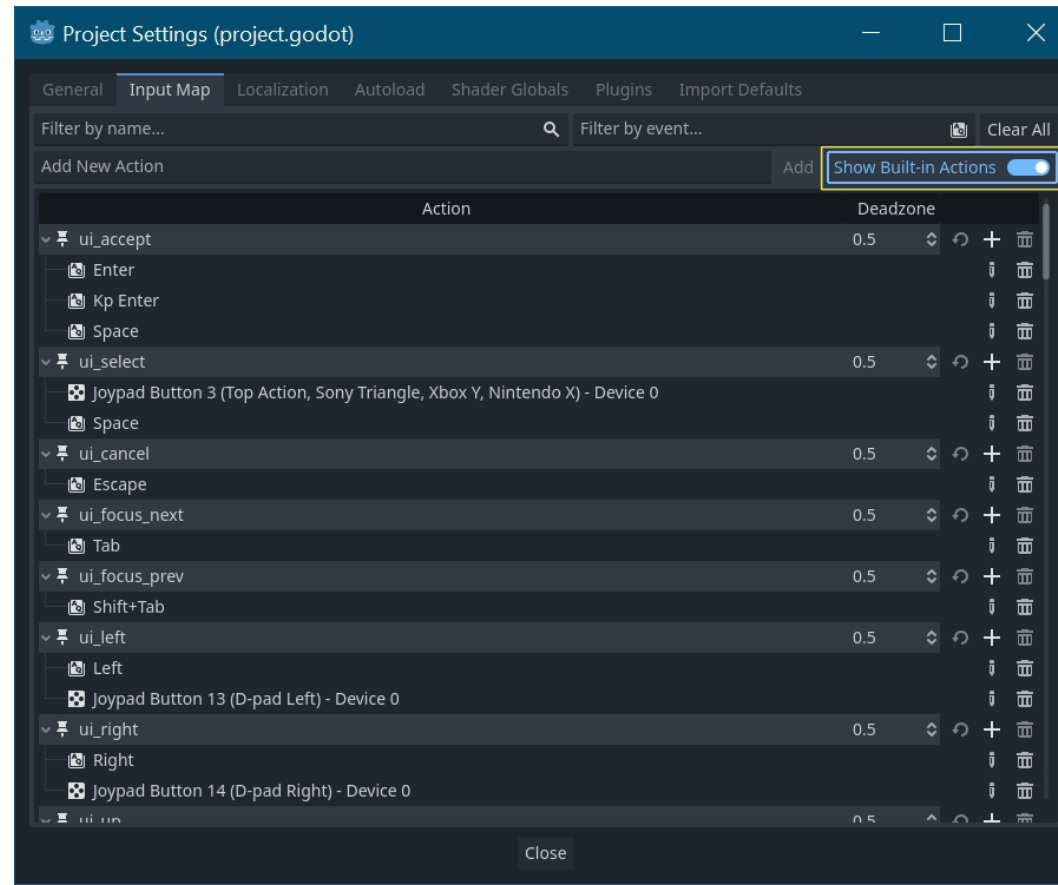 Project Settings (project.godot)
General Input Map Localization Autoload Shader Globals Plugins Import Defaults
Filter by name... Filter by event... Clear All
Add New Action Add Show Built-in Actions
Action Deadzone
ui_accept 0.5
Enter
Kp Enter
Space
ui_select 0.5
Joypad Button 3 (Top Action, Sony Triangle, Xbox Y, Nintendo X) - Device 0
Space
ui_cancel 0.5
Escape
ui_focus_next 0.5
Tab
ui_focus_prev 0.5
Shift+Tab
ui_left 0.5
Left
Joypad Button 13 (D-pad Left) - Device 0
ui_right 0.5
Right
Joypad Button 14 (D-pad Right) - Device 0
ui_up 0.5
Close